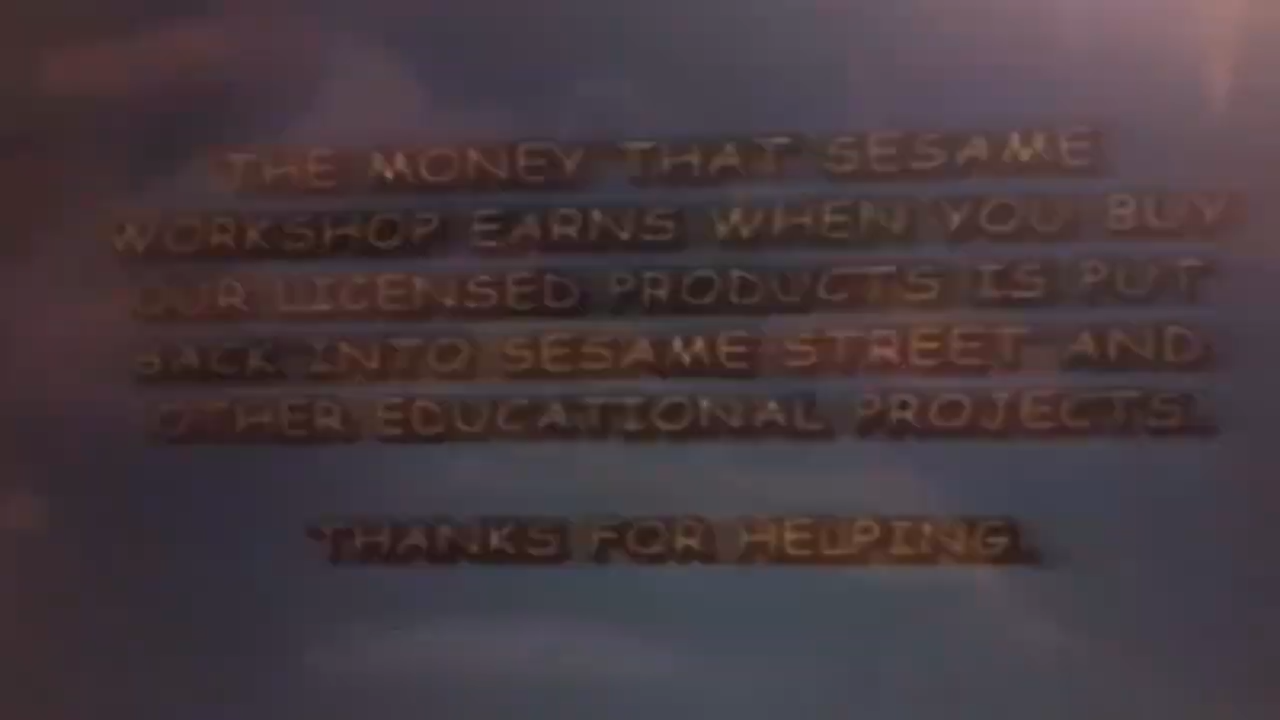 THE MONEY THAT SESAME
WORKSHOP EARNS WHEN YOU BUY
OUR LICENSED PRODUCTS IS PUT
BACK INTO SESAME STREET AND
OTHER EDUCATIONAL PROJECTS.
THANKS FOR HELPING.